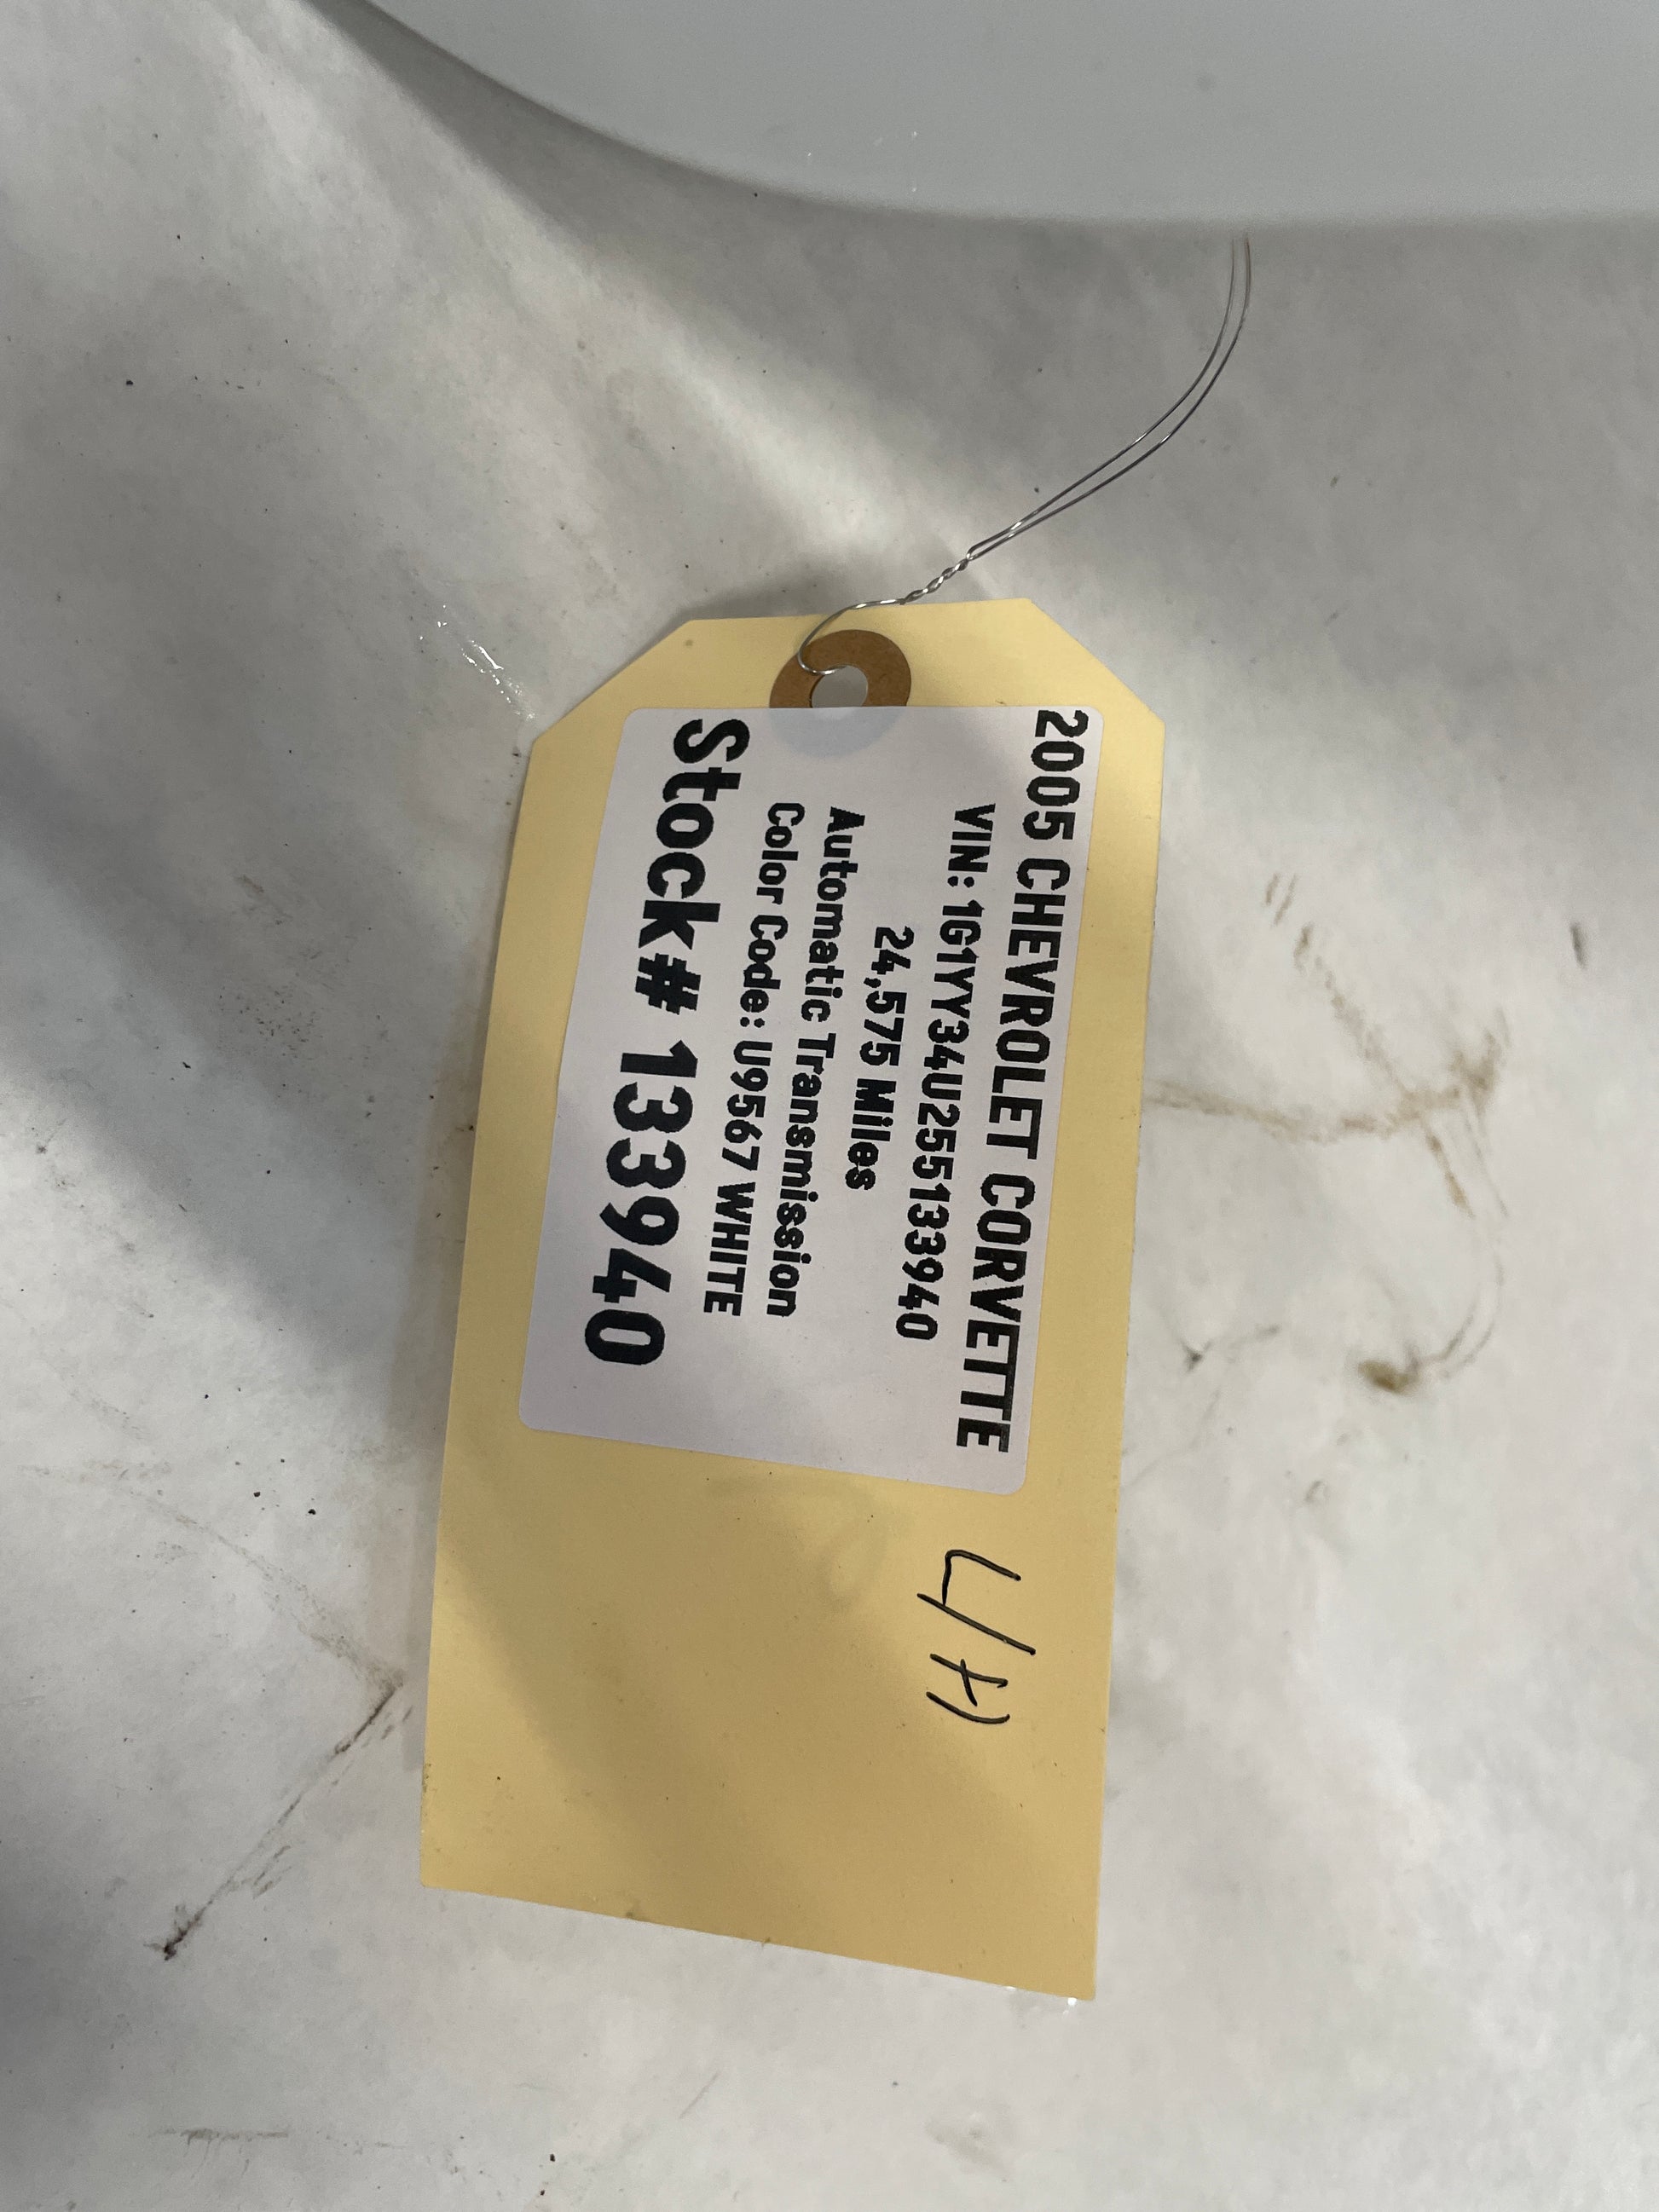 2005 CHEVROLET CORVETTE
VIN: 1G1YY34U255133940
24,575 Miles
Automatic Transmission
Color Code: U9567 WHITE
Stock# 133940
L/H